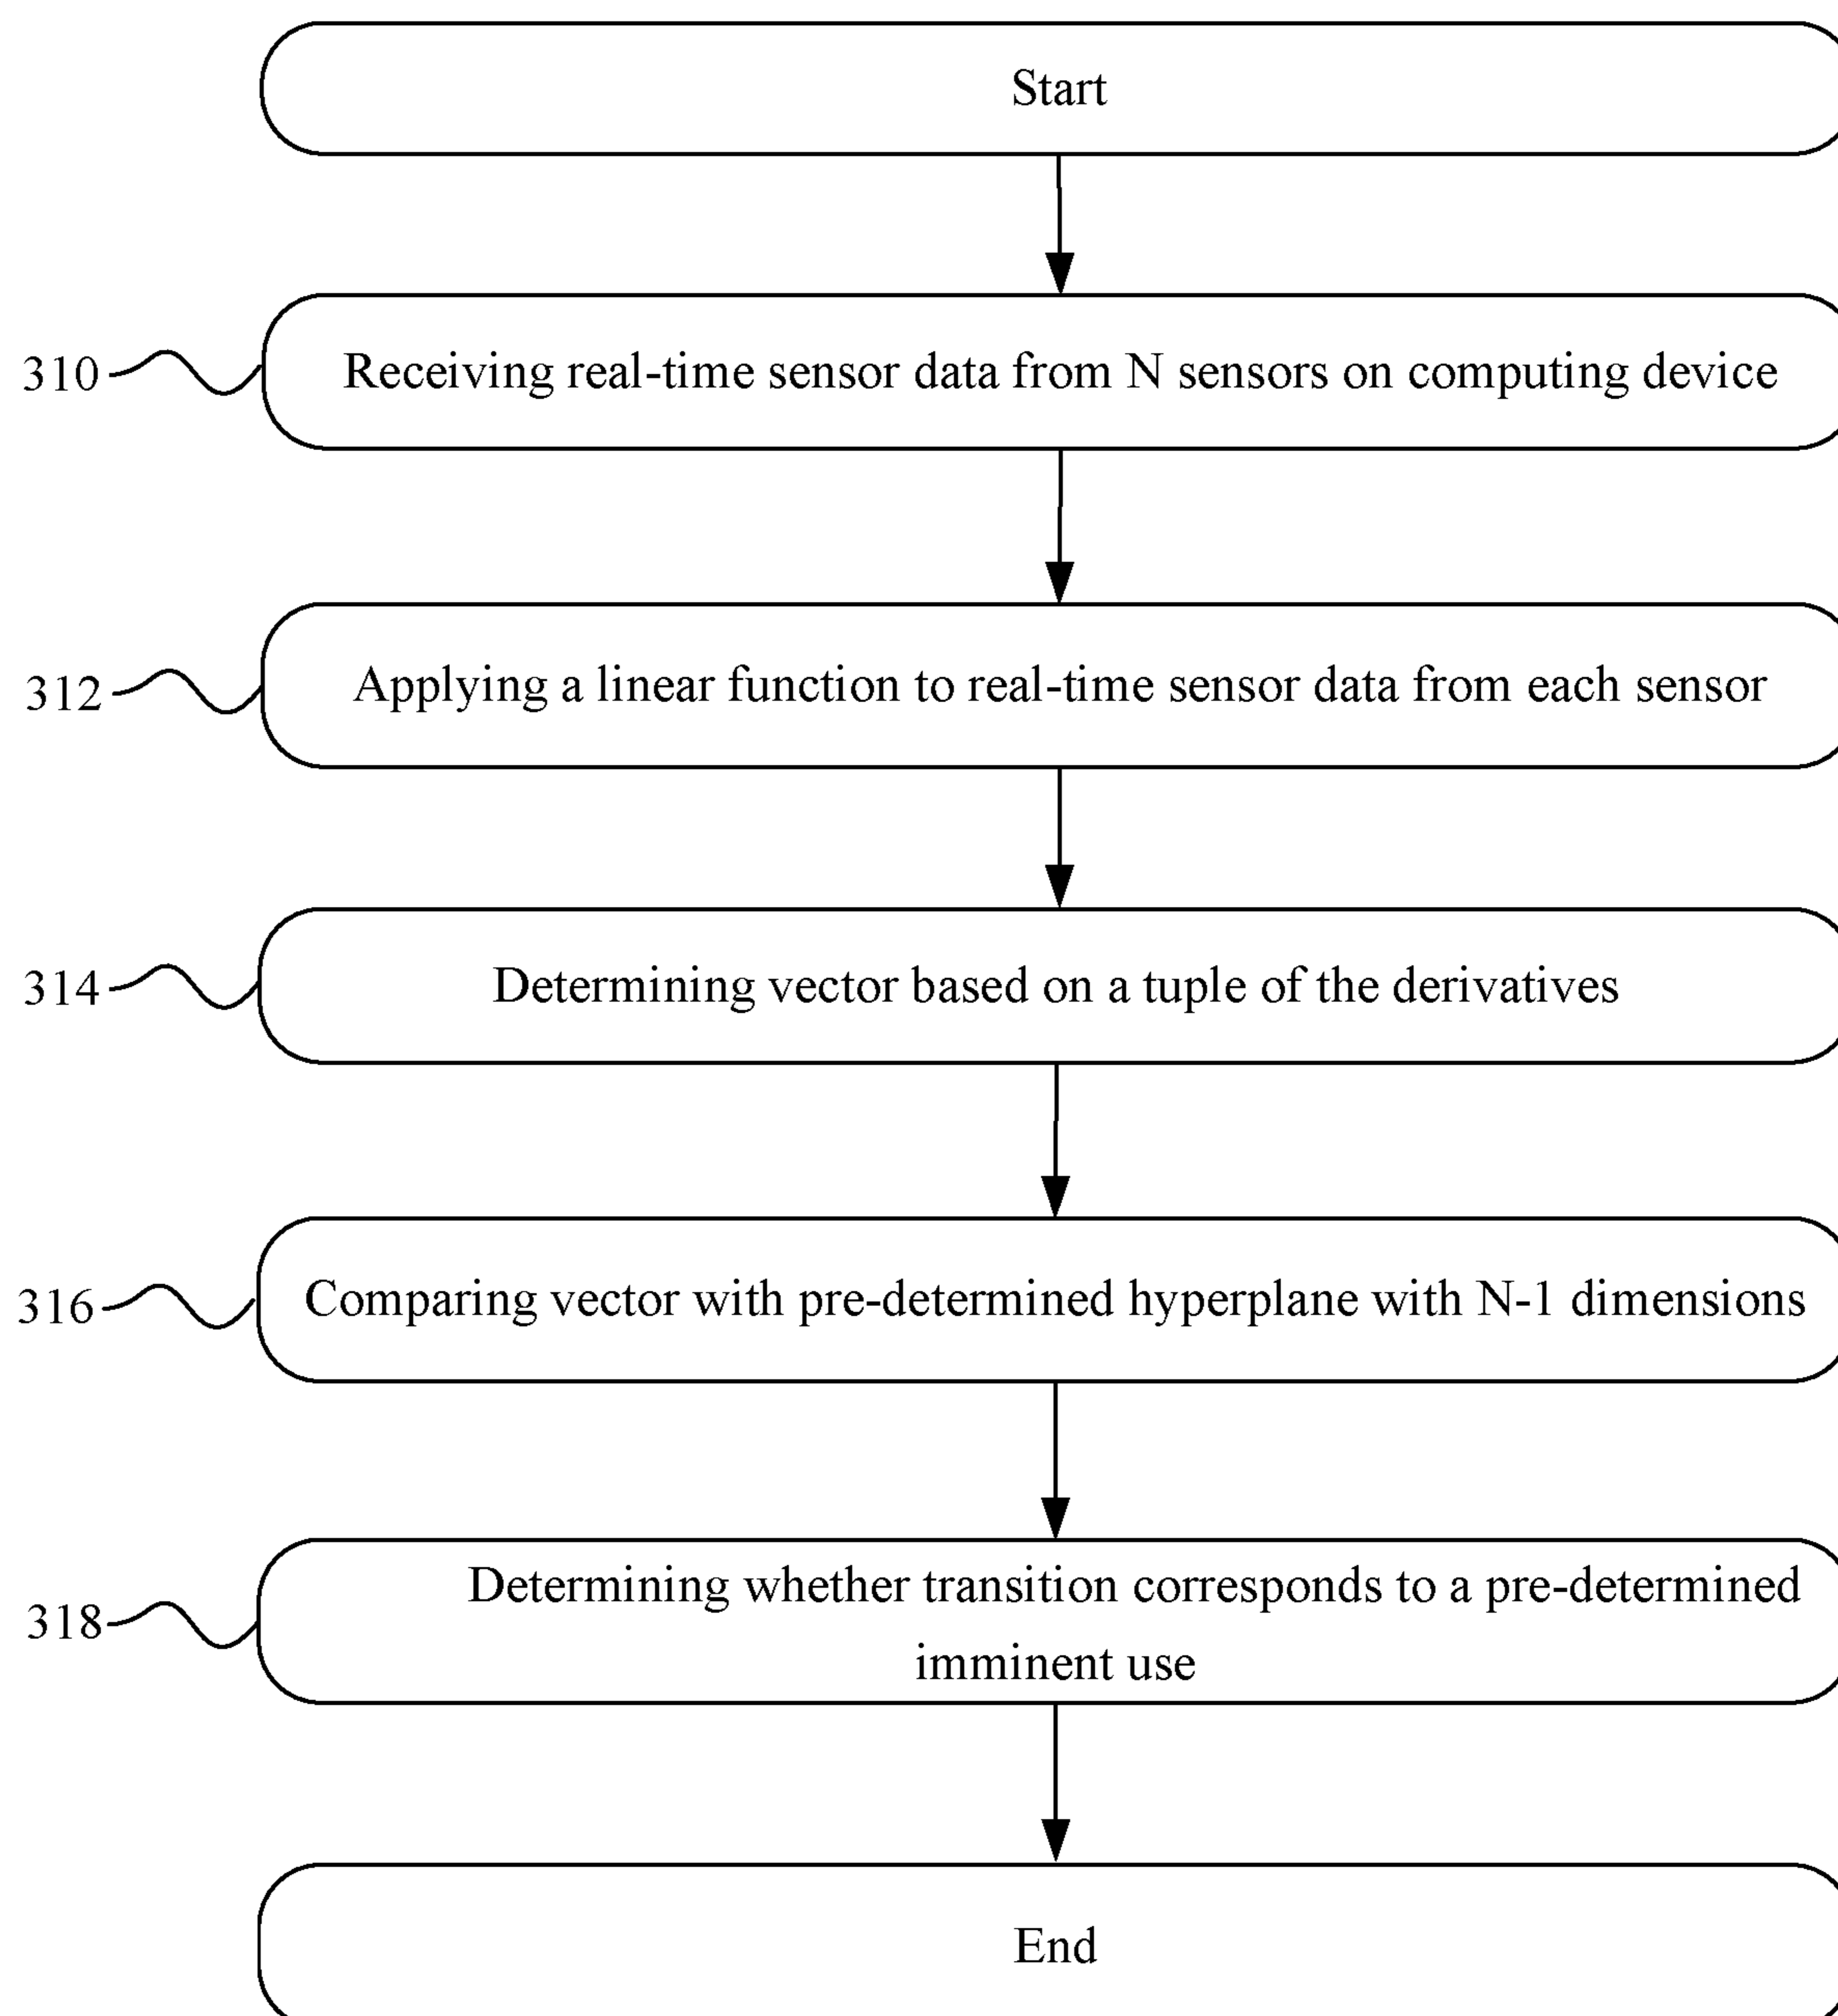 Start
310
Receiving real-time sensor data from N sensors on computing device
312
Applying a linear function to real-time sensor data from each sensor
314
Determining vector based on a tuple of the derivatives
316
Comparing vector with pre-determined hyperplane with N-1 dimensions
318
Determining whether transition corresponds to a pre-determined
imminent use
End